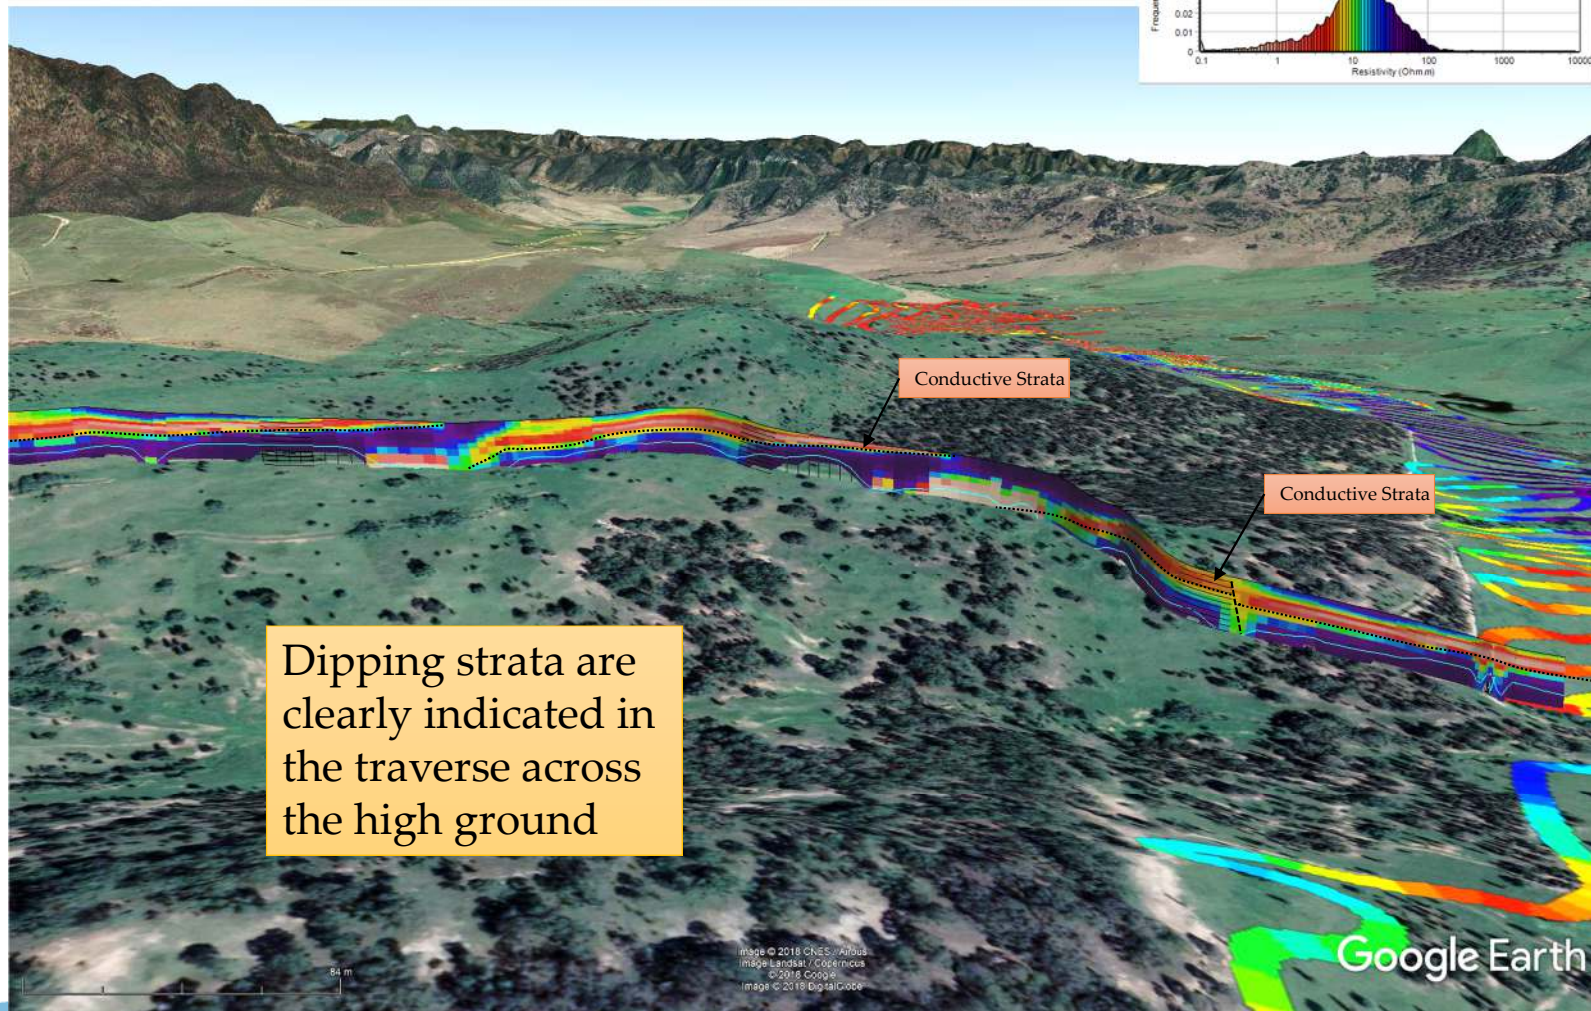 0.02
0.01
0
0.1 1 10 100 1000 10000
Resistivity (Ohm.m)
Conductive Strata
Conductive Strata
Dipping strata are
clearly indicated in
the traverse across
the high ground
84 m
Image © 2018 CNES / Airbus
Image Landsat / Copernicus
© 2018 Google
Image © 2018 DigitalGlobe
Google Earth